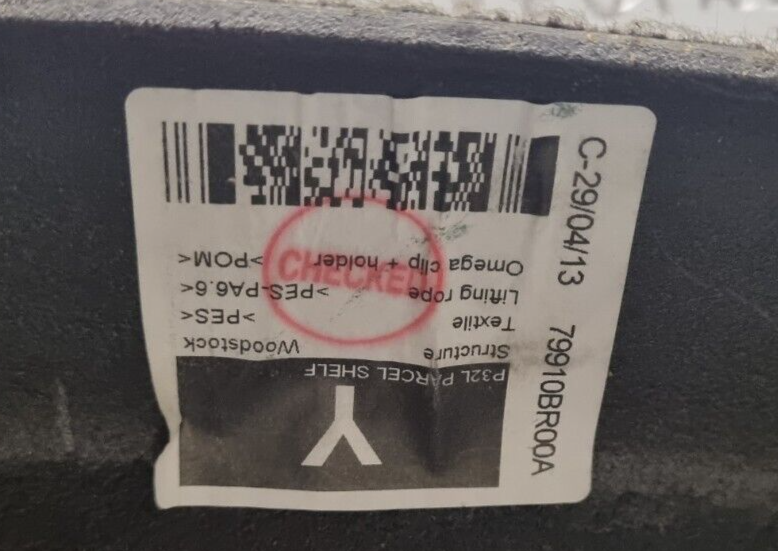 Y
P32L PARCEL SHELF
Structure Woodstock
Textile >PES<
Lifting rope >PES-PA6.6<
Omega clip + holder >POM<
CHECKED
C-29/04/13 79910BR00A